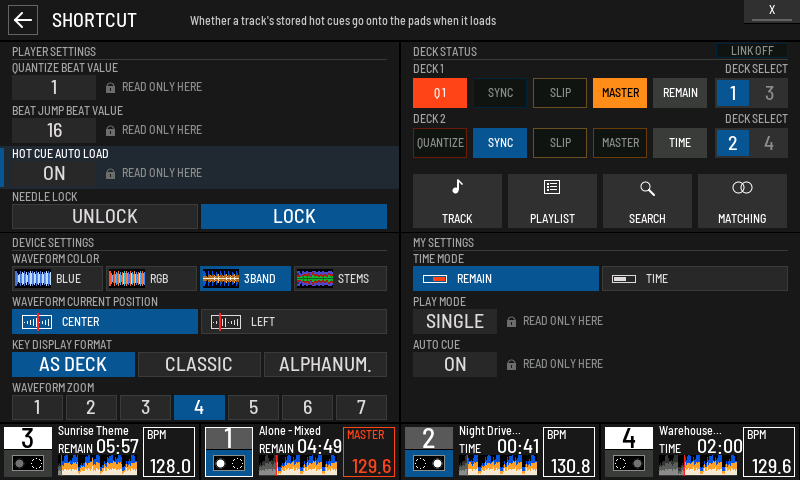 SHORTCUT
Whether a track's stored hot cues go onto the pads when it loads
X
PLAYER SETTINGS
QUANTIZE BEAT VALUE
1 READ ONLY HERE
BEAT JUMP BEAT VALUE
16 READ ONLY HERE
HOT CUE AUTO LOAD
ON READ ONLY HERE
NEEDLE LOCK
UNLOCK LOCK
DECK STATUS LINK OFF
DECK 1 DECK SELECT
Q 1 SYNC SLIP MASTER REMAIN 1 3
DECK 2 DECK SELECT
QUANTIZE SYNC SLIP MASTER TIME 2 4
TRACK PLAYLIST SEARCH MATCHING
DEVICE SETTINGS
WAVEFORM COLOR
BLUE RGB 3BAND STEMS
WAVEFORM CURRENT POSITION
CENTER LEFT
KEY DISPLAY FORMAT
AS DECK CLASSIC ALPHANUM.
WAVEFORM ZOOM
1 2 3 4 5 6 7
MY SETTINGS
TIME MODE
REMAIN TIME
PLAY MODE
SINGLE READ ONLY HERE
AUTO CUE
ON READ ONLY HERE
3 Sunrise Theme
REMAIN 05:57
BPM
128.0
1 Alone - Mixed
REMAIN 04:49
MASTER
129.6
2 Night Drive...
TIME 00:41
BPM
130.8
4 Warehouse...
TIME 02:00
BPM
129.6